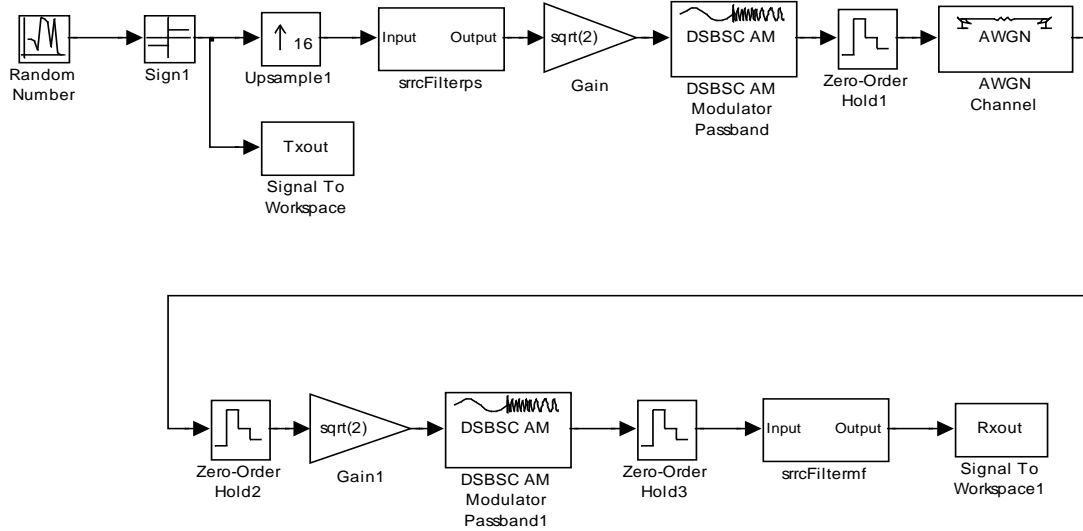 Random
Number
Sign1
16
Upsample1
Input Output
srrcFilterps
sqrt(2)
Gain
DSBSC AM
DSBSC AM
Modulator
Passband
Zero-Order
Hold1
AWGN
AWGN
Channel
Txout
Signal To
Workspace
Zero-Order
Hold2
sqrt(2)
Gain1
DSBSC AM
DSBSC AM
Modulator
Passband1
Zero-Order
Hold3
Input Output
srrcFiltermf
Rxout
Signal To
Workspace1